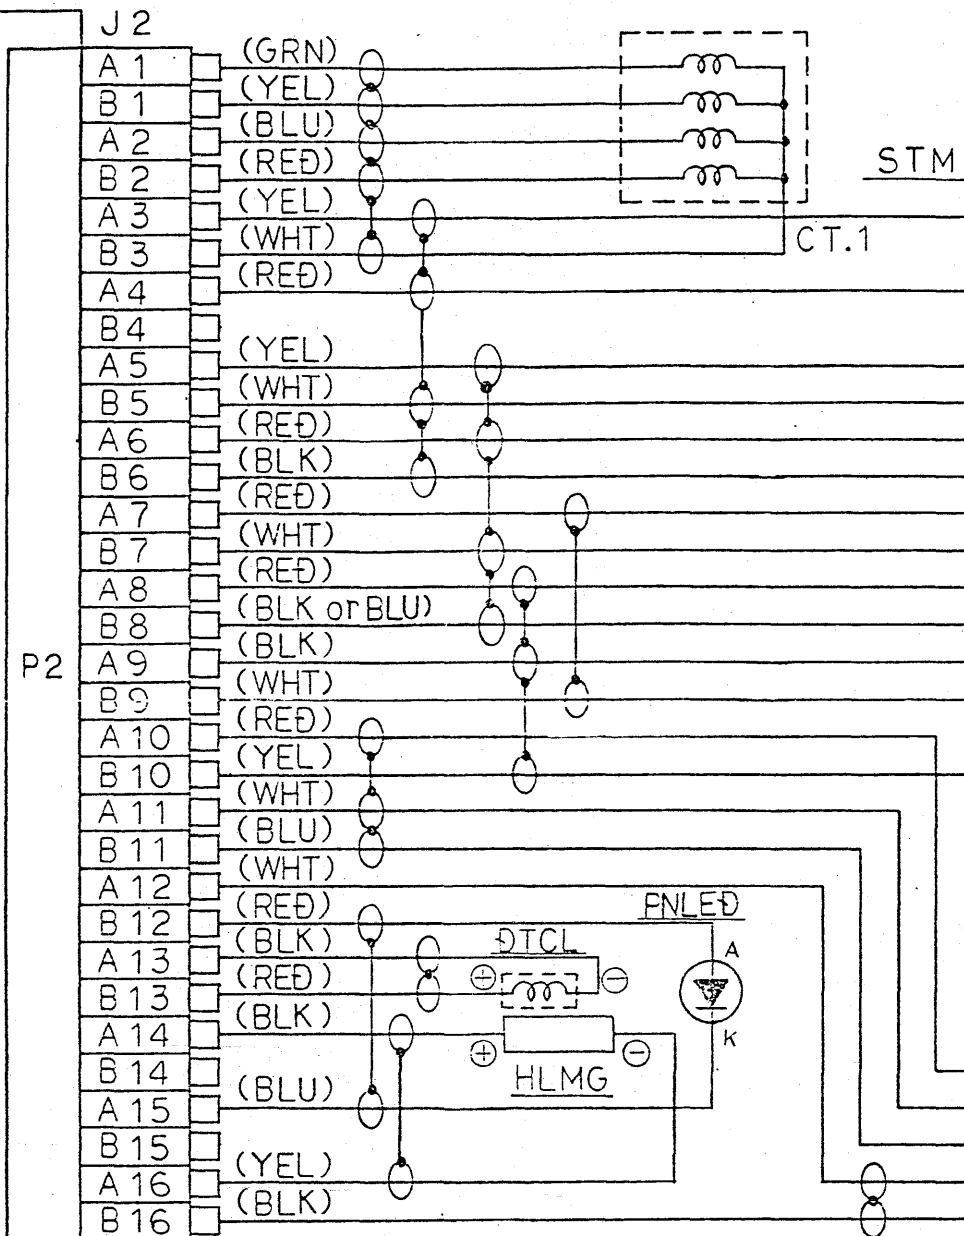 J2
A1 (GRN)
B1 (YEL)
A2 (BLU)
B2 (RED)
STM
A3 (YEL)
B3 (WHT)
CT.1
A4 (RED)
B4
A5 (YEL)
B5 (WHT)
A6 (RED)
B6 (BLK)
A7 (RED)
B7 (WHT)
A8 (RED)
B8 (BLK or BLU)
P2
A9 (BLK)
B9 (WHT)
A10 (RED)
B10 (YEL)
A11 (WHT)
B11 (BLU)
A12 (WHT)
B12 (RED)
PNLED
A13 (BLK)
DTCL
A
B13 (RED)
+ −
A14 (BLK)
K
+ −
B14
HLMG
A15 (BLU)
B15
A16 (YEL)
B16 (BLK)